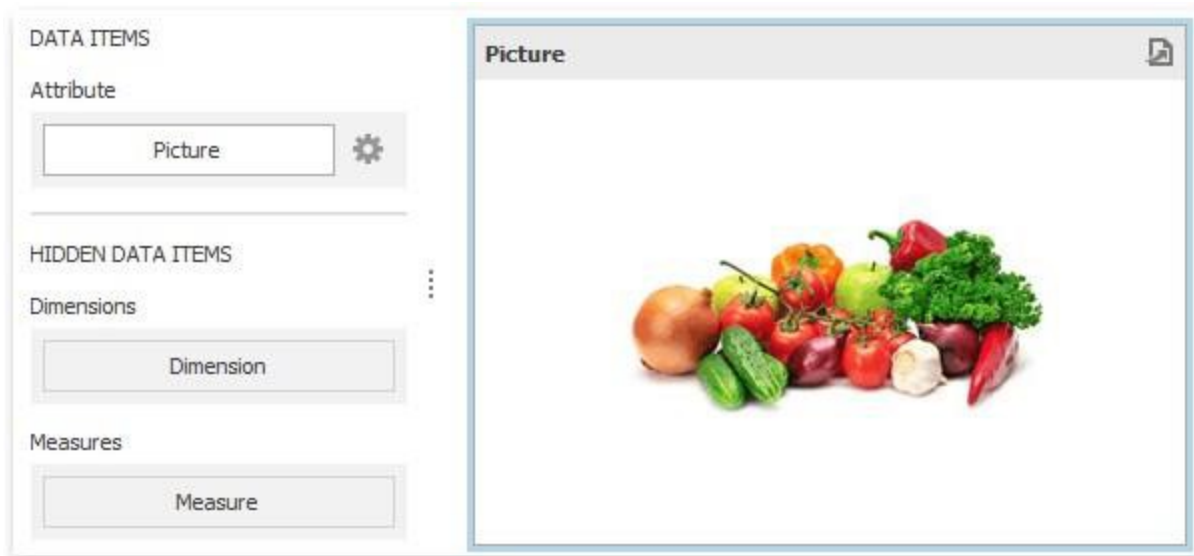 DATA ITEMS
Attribute
Picture
HIDDEN DATA ITEMS
Dimensions
Dimension
Measures
Measure
Picture